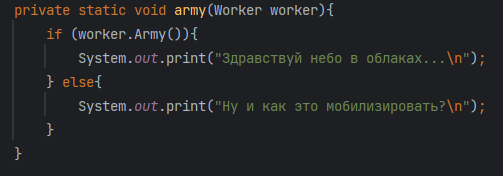 private static void army(Worker worker){
if (worker.Army()){
System.out.print("Здравствуй небо в облаках...\n");
} else{
System.out.print("Ну и как это мобилизировать?\n");
}
}